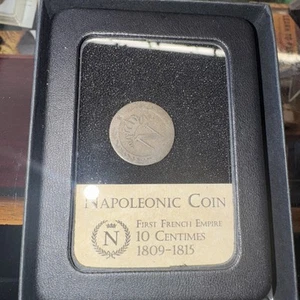 NAPOLEONIC COIN
N
FIRST FRENCH EMPIRE
10 CENTIMES
1809-1815